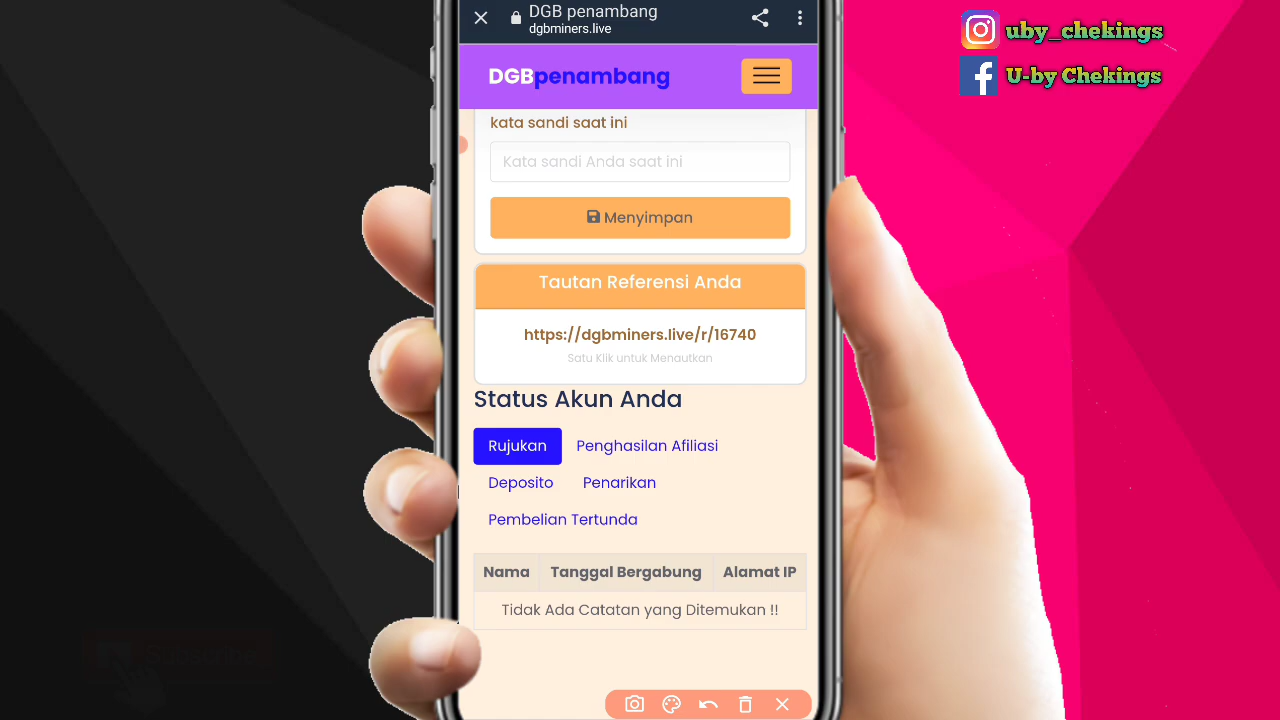 DGB penambang
dgbminers.live
uby_chekings
U-by Chekings
DGBpenambang
kata sandi saat ini
Kata sandi Anda saat ini
Menyimpan
Tautan Referensi Anda
https://dgbminers.live/r/16740
Satu Klik untuk Menautkan
Status Akun Anda
Rujukan Penghasilan Afiliasi
Deposito Penarikan
Pembelian Tertunda
Nama Tanggal Bergabung Alamat IP
Tidak Ada Catatan yang Ditemukan !!
Subscribe